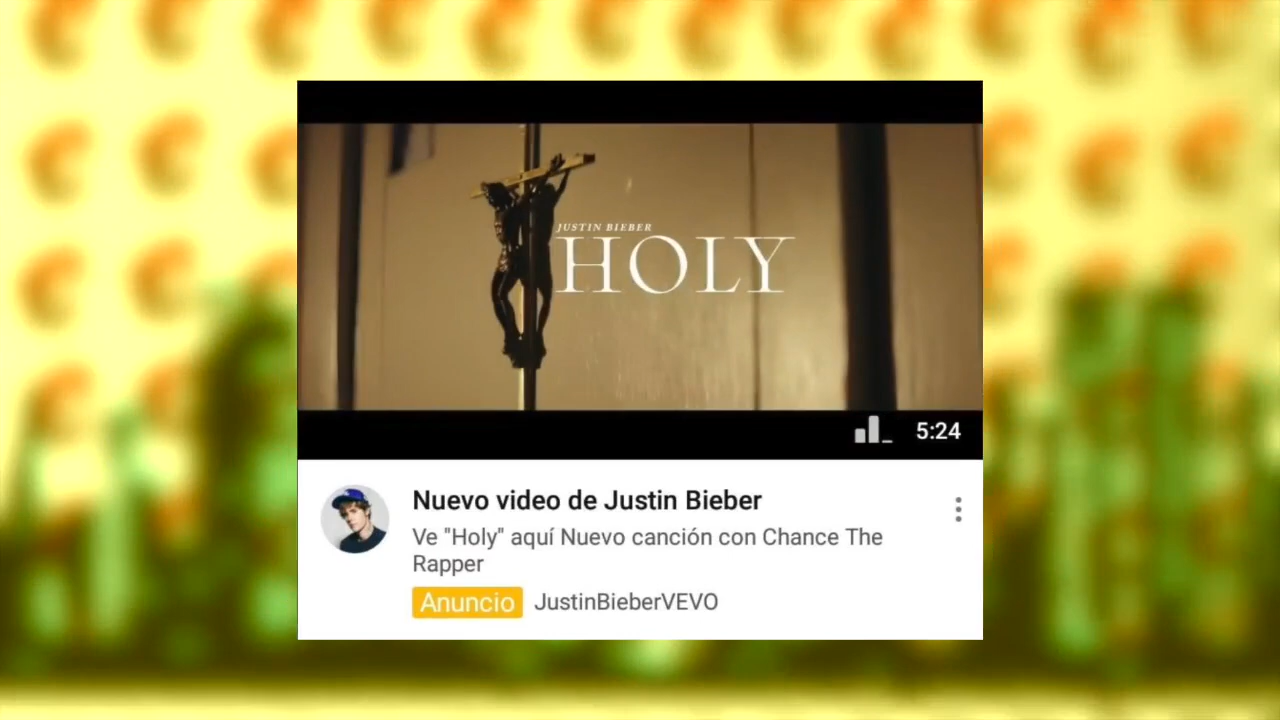 JUSTIN BIEBER
HOLY
5:24
Nuevo video de Justin Bieber
Ve "Holy" aquí Nuevo canción con Chance The
Rapper
Anuncio JustinBieberVEVO